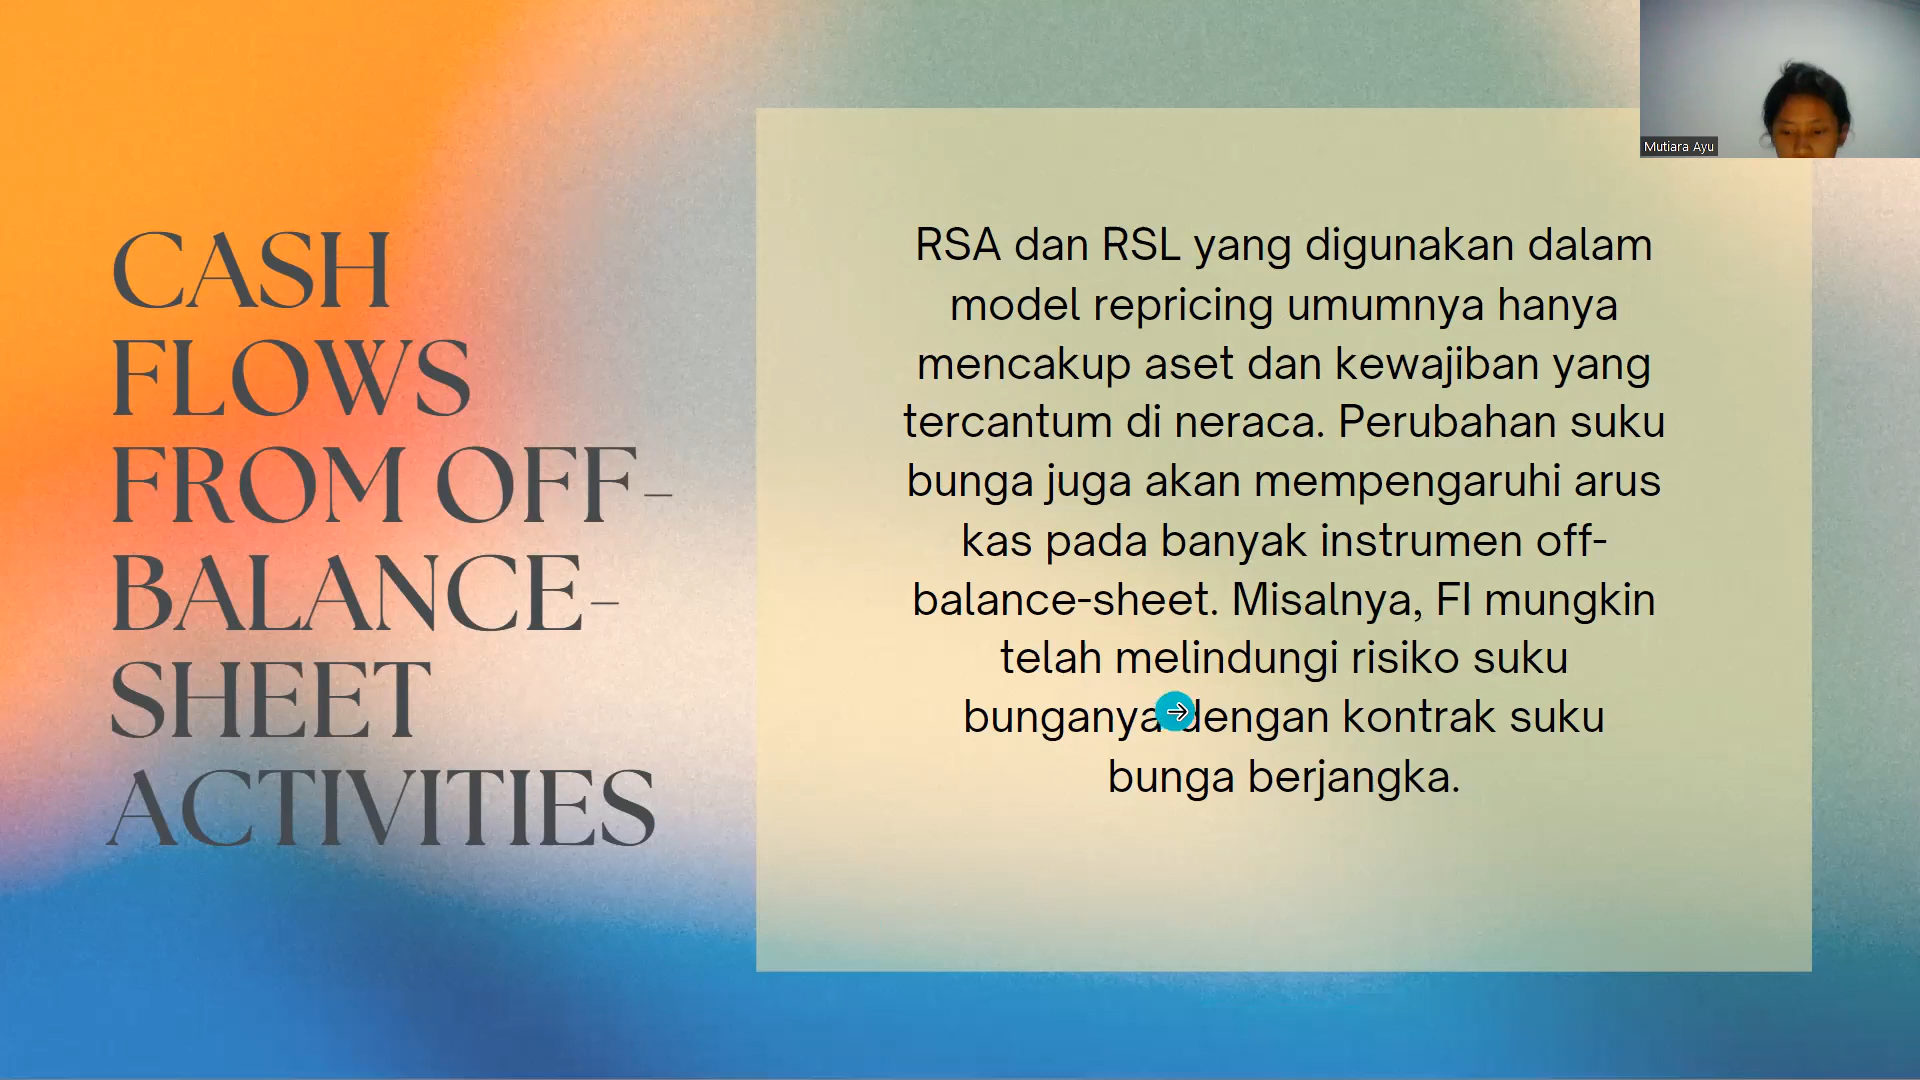 CASH
FLOWS
FROM OFF-
BALANCE-
SHEET
ACTIVITIES
RSA dan RSL yang digunakan dalam
model repricing umumnya hanya
mencakup aset dan kewajiban yang
tercantum di neraca. Perubahan suku
bunga juga akan mempengaruhi arus
kas pada banyak instrumen off-
balance-sheet. Misalnya, FI mungkin
telah melindungi risiko suku
bunganya dengan kontrak suku
bunga berjangka.
Mutiara Ayu